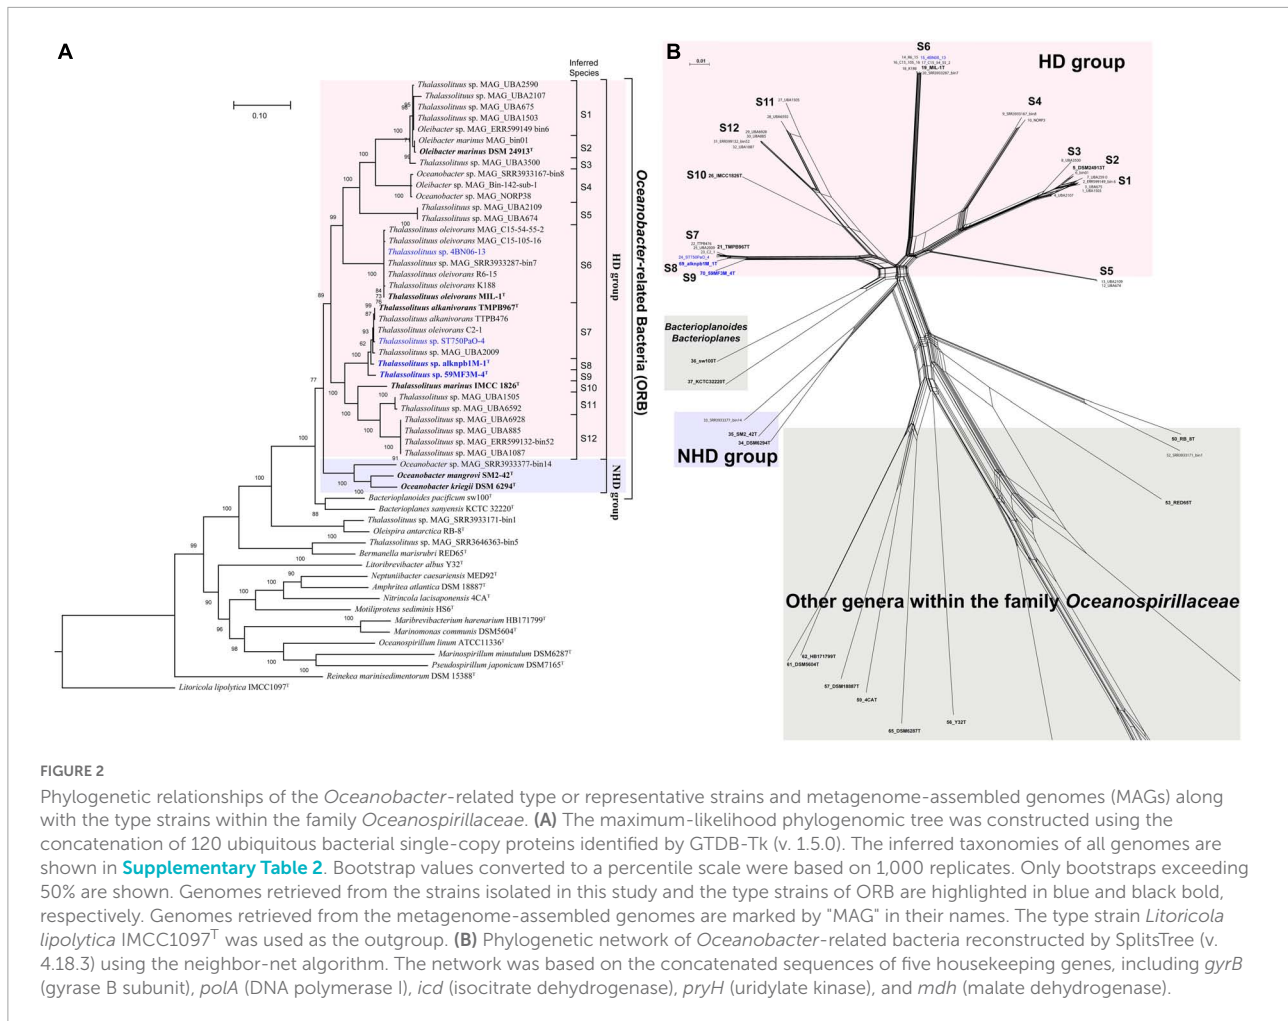 A
Inferred
Species
0.10
Thalassolituus sp. MAG_UBA2590
Thalassolituus sp. MAG_UBA2107
Thalassolituus sp. MAG_UBA675
Thalassolituus sp. MAG_UBA1503
Oleibacter sp. MAG_ERR599149 bin6
S1
Oleibacter marinus MAG_bin01
Oleibacter marinus DSM 24913T
S2
Thalassolituus sp. MAG_UBA3500
S3
Oceanobacter sp. MAG_SRR3933167-bin8
Oleibacter sp. MAG_Bin-142-sub-1
Oceanobacter sp. MAG_NORP38
S4
Thalassolituus sp. MAG_UBA2109
Thalassolituus sp. MAG_UBA674
S5
Thalassolituus oleivorans MAG_C15-54-55-2
Thalassolituus oleivorans MAG_C15-105-16
Thalassolituus sp. 4BN06-13
Thalassolituus sp. MAG_SRR3933287-bin7
Thalassolituus oleivorans R6-15
Thalassolituus oleivorans K188
Thalassolituus oleivorans MIL-1T
S6
Thalassolituus alkanivorans TMPB967T
Thalassolituus alkanivorans TTPB476
Thalassolituus oleivorans C2-1
Thalassolituus sp. ST750PaO-4
Thalassolituus sp. MAG_UBA2009
S7
Thalassolituus sp. alknpb1M-1T
S8
Thalassolituus sp. 59MF3M-4T
S9
Thalassolituus marinus IMCC 1826T
S10
Thalassolituus sp. MAG_UBA1505
Thalassolituus sp. MAG_UBA6592
S11
Thalassolituus sp. MAG_UBA6928
Thalassolituus sp. MAG_UBA885
Thalassolituus sp. MAG_ERR599132-bin52
Thalassolituus sp. MAG_UBA1087
S12
Oceanobacter sp. MAG_SRR3933377-bin14
Oceanobacter mangrovi SM2-42T
Oceanobacter kriegii DSM 6294T
Bacterioplanoides pacificum sw100T
Bacterioplanes sanyensis KCTC 32220T
Thalassolituus sp. MAG_SRR3933171-bin1
Oleispira antarctica RB-8T
Thalassolituus sp. MAG_SRR3646363-bin5
Bermanella marisrubri RED65T
Litoribrevibacter albus Y32T
Neptuniibacter caesariensis MED92T
Amphritea atlantica DSM 18887T
Nitrincola lacisaponensis 4CAT
Motiliproteus sediminis HS6T
Maribrevibacterium harenarium HB171799T
Marinomonas communis DSM5604T
Oceanospirillum linum ATCC11336T
Marinospirillum minutulum DSM6287T
Pseudospirillum japonicum DSM7165T
Reinekea marinisedimentorum DSM 15388T
Litoricola lipolytica IMCC1097T
HD group
NHD group
Oceanobacter-related Bacteria (ORB)
B
0.01
S6
19_MIL-1T
HD group
S11
S12
S10
26_IMCC1826T
S4
S3
S2
8_DSM24913T
S1
S7
21_TMPB967T
S8
69_alknpb1M_1T
S9
70_59MF3M_4T
S5
Bacterioplanoides
Bacterioplanes
36_sw100T
37_KCTC32220T
35_SM2_42T
34_DSM6294T
NHD group
50_RB_8T
53_RED65T
Other genera within the family Oceanospirillaceae
62_HB171799T
61_DSM5604T
57_DSM18887T
59_4CAT
65_DSM6287T
56_Y32T
FIGURE 2
Phylogenetic relationships of the Oceanobacter-related type or representative strains and metagenome-assembled genomes (MAGs) along
with the type strains within the family Oceanospirillaceae. (A) The maximum-likelihood phylogenomic tree was constructed using the
concatenation of 120 ubiquitous bacterial single-copy proteins identified by GTDB-Tk (v. 1.5.0). The inferred taxonomies of all genomes are
shown in Supplementary Table 2. Bootstrap values converted to a percentile scale were based on 1,000 replicates. Only bootstraps exceeding
50% are shown. Genomes retrieved from the strains isolated in this study and the type strains of ORB are highlighted in blue and black bold,
respectively. Genomes retrieved from the metagenome-assembled genomes are marked by "MAG" in their names. The type strain Litoricola
lipolytica IMCC1097T was used as the outgroup. (B) Phylogenetic network of Oceanobacter-related bacteria reconstructed by SplitsTree (v.
4.18.3) using the neighbor-net algorithm. The network was based on the concatenated sequences of five housekeeping genes, including gyrB
(gyrase B subunit), polA (DNA polymerase I), icd (isocitrate dehydrogenase), pryH (uridylate kinase), and mdh (malate dehydrogenase).